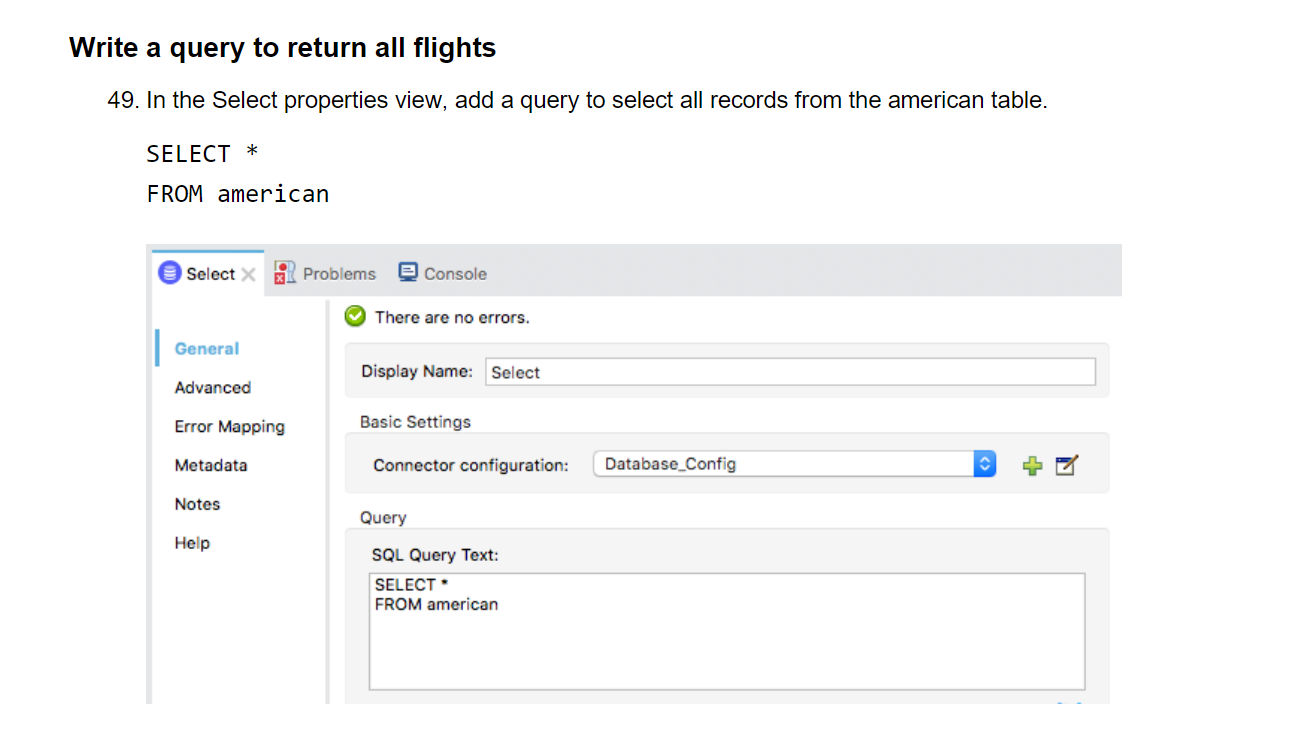 Write a query to return all flights
49. In the Select properties view, add a query to select all records from the american table.
SELECT *
FROM american
Select Problems Console
There are no errors.
General
Display Name: Select
Advanced
Basic Settings
Error Mapping
Connector configuration: Database_Config
Metadata
Notes
Query
Help
SQL Query Text:
SELECT *
FROM american